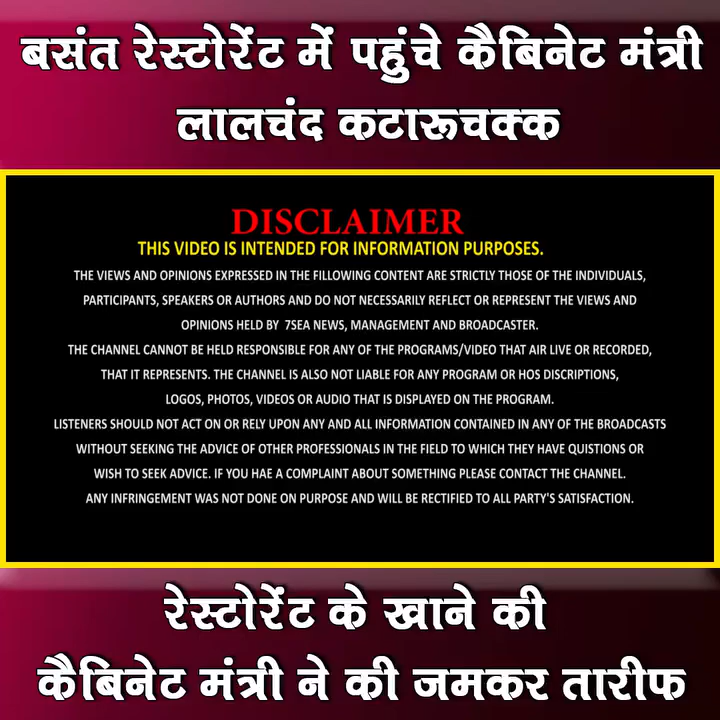 बसंत रेस्टोरेंट में पहुंचे कैबिनेट मंत्री
लालचंद कटारूचक्क
DISCLAIMER
THIS VIDEO IS INTENDED FOR INFORMATION PURPOSES.
THE VIEWS AND OPINIONS EXPRESSED IN THE FILLOWING CONTENT ARE STRICTLY THOSE OF THE INDIVIDUALS,
PARTICIPANTS, SPEAKERS OR AUTHORS AND DO NOT NECESSARILY REFLECT OR REPRESENT THE VIEWS AND
OPINIONS HELD BY 7SEA NEWS, MANAGEMENT AND BROADCASTER.
THE CHANNEL CANNOT BE HELD RESPONSIBLE FOR ANY OF THE PROGRAMS/VIDEO THAT AIR LIVE OR RECORDED,
THAT IT REPRESENTS. THE CHANNEL IS ALSO NOT LIABLE FOR ANY PROGRAM OR HOS DISCRIPTIONS,
LOGOS, PHOTOS, VIDEOS OR AUDIO THAT IS DISPLAYED ON THE PROGRAM.
LISTENERS SHOULD NOT ACT ON OR RELY UPON ANY AND ALL INFORMATION CONTAINED IN ANY OF THE BROADCASTS
WITHOUT SEEKING THE ADVICE OF OTHER PROFESSIONALS IN THE FIELD TO WHICH THEY HAVE QUISTIONS OR
WISH TO SEEK ADVICE. IF YOU HAE A COMPLAINT ABOUT SOMETHING PLEASE CONTACT THE CHANNEL.
ANY INFRINGEMENT WAS NOT DONE ON PURPOSE AND WILL BE RECTIFIED TO ALL PARTY'S SATISFACTION.
रेस्टोरेंट के खाने की
कैबिनेट मंत्री ने की जमकर तारीफ